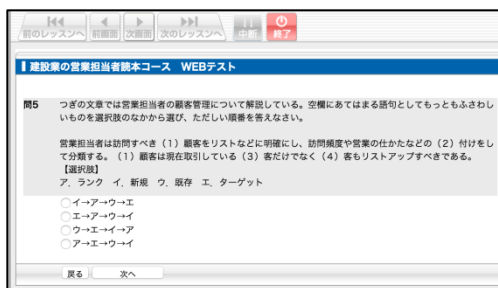 前のレッスンへ 前画面 次画面 次のレッスンへ 中断 終了
建設業の営業担当者読本コース WEBテスト
問5 つぎの文章では営業担当者の顧客管理について解説している。空欄にあてはまる語句としてもっともふさわし
いものを選択肢のなかから選び、ただしい順番を答えなさい。
営業担当者は訪問すべき（1）顧客をリストなどに明確にし、訪問頻度や営業の仕かたなどの（2）付けをし
て分類する。（1）顧客は現在取引している（3）客だけでなく（4）客もリストアップすべきである。
【選択肢】
ア．ランク イ．新規 ウ．既存 エ．ターゲット
イ→ア→ウ→エ
エ→ア→ウ→イ
ウ→エ→イ→ア
ア→エ→ウ→イ
戻る 次へ